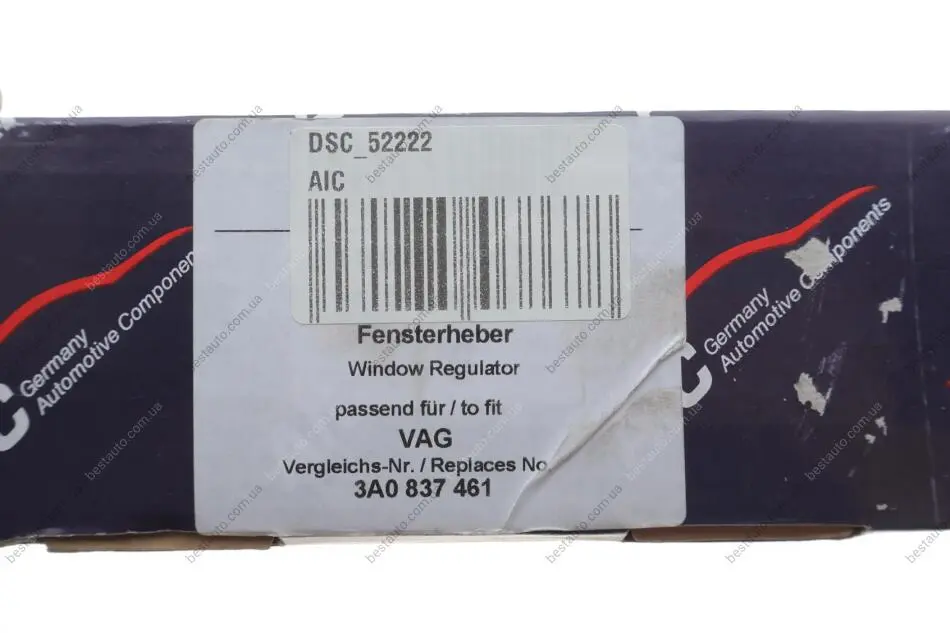 DSC_52222
AIC
Fensterheber
Window Regulator
passend für / to fit
VAG
Vergleichs-Nr. / Replaces No.
3A0 837 461
C Germany
Automotive Components
C Germany
Automotive Components
bestauto.com.ua